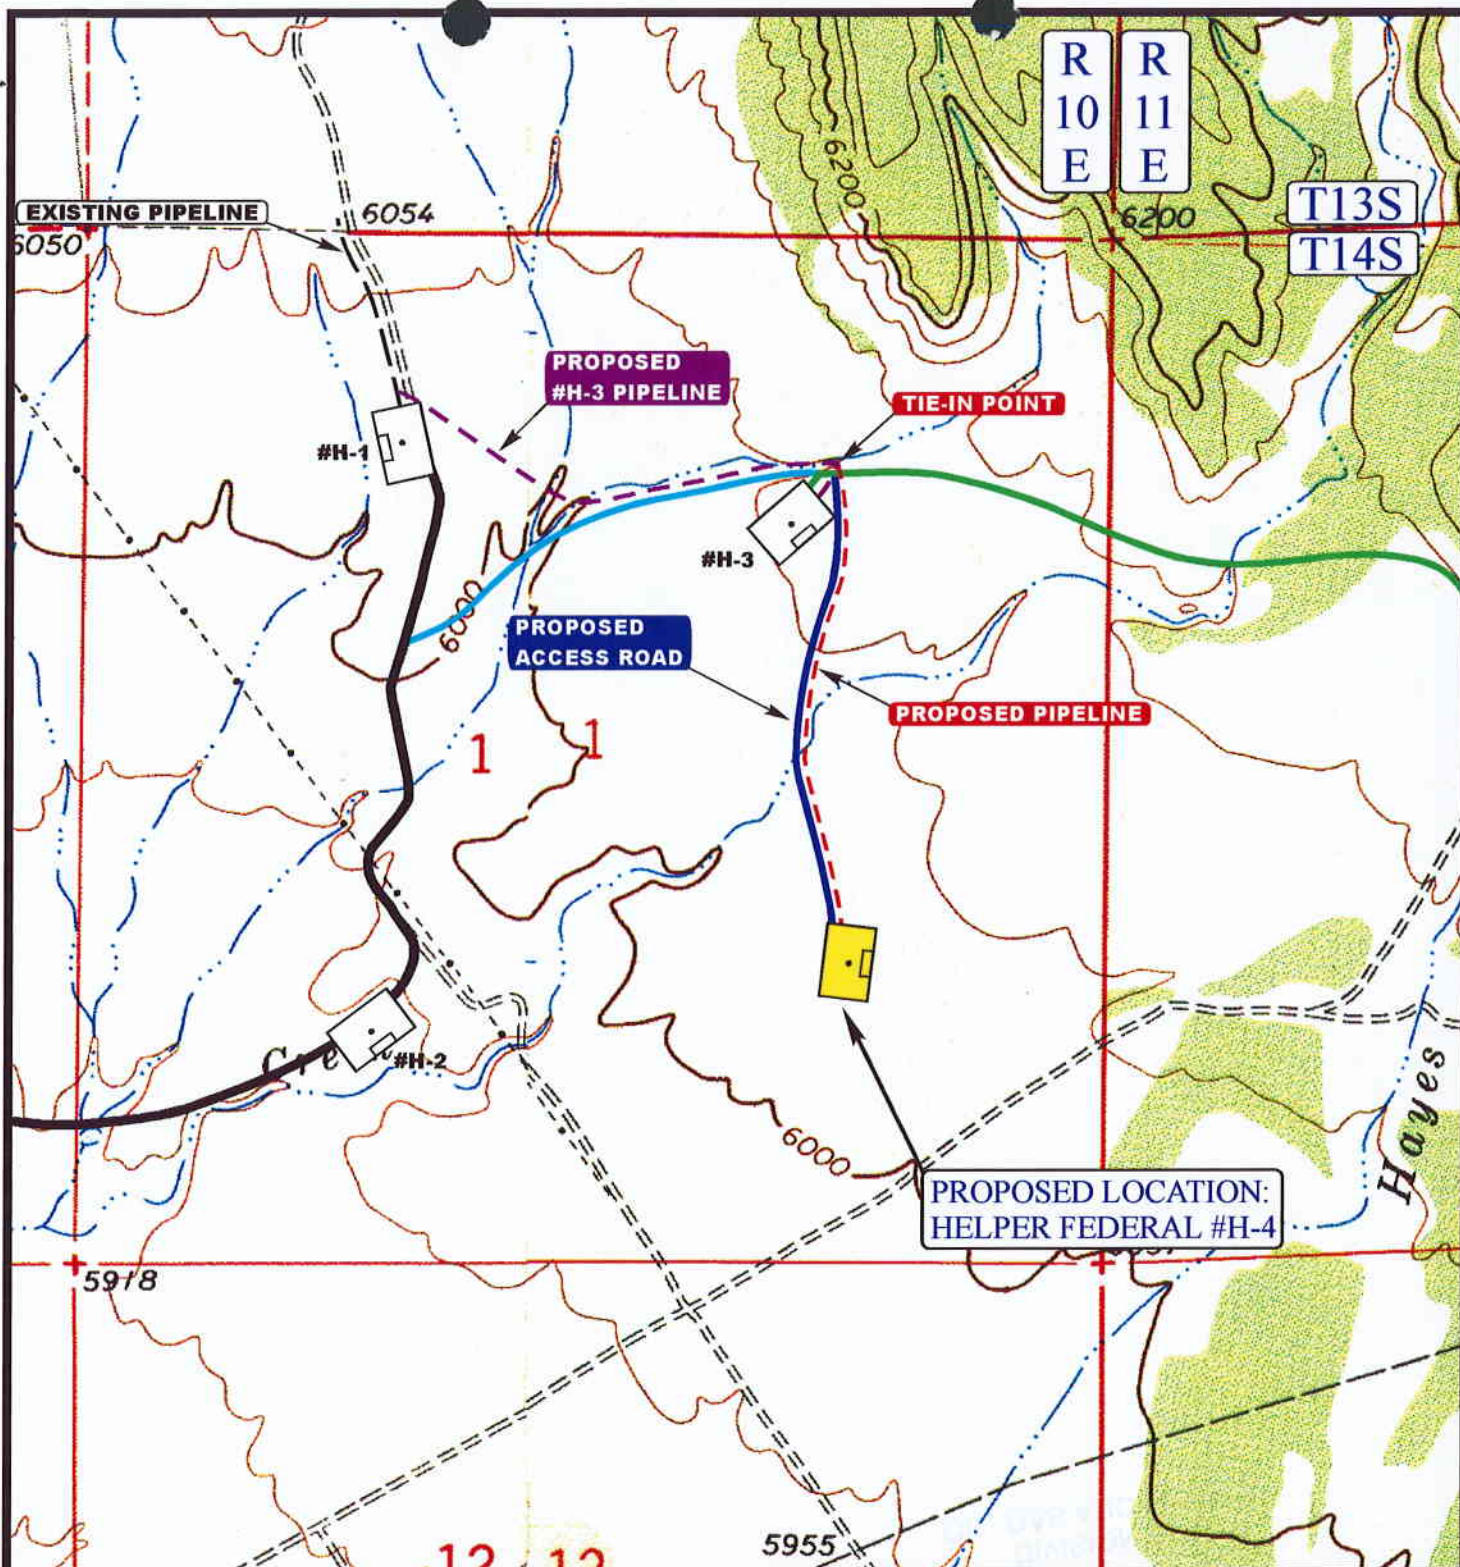 R
10
E
R
11
E
6200
T13S
6200
T14S
EXISTING PIPELINE
6054
6050
PROPOSED
#H-3 PIPELINE
TIE-IN POINT
#H-1
#H-3
6000
PROPOSED
ACCESS ROAD
PROPOSED PIPELINE
1
1
#H-2
Cre
Hayes
6000
PROPOSED LOCATION:
HELPER FEDERAL #H-4
5918
5955
12
12